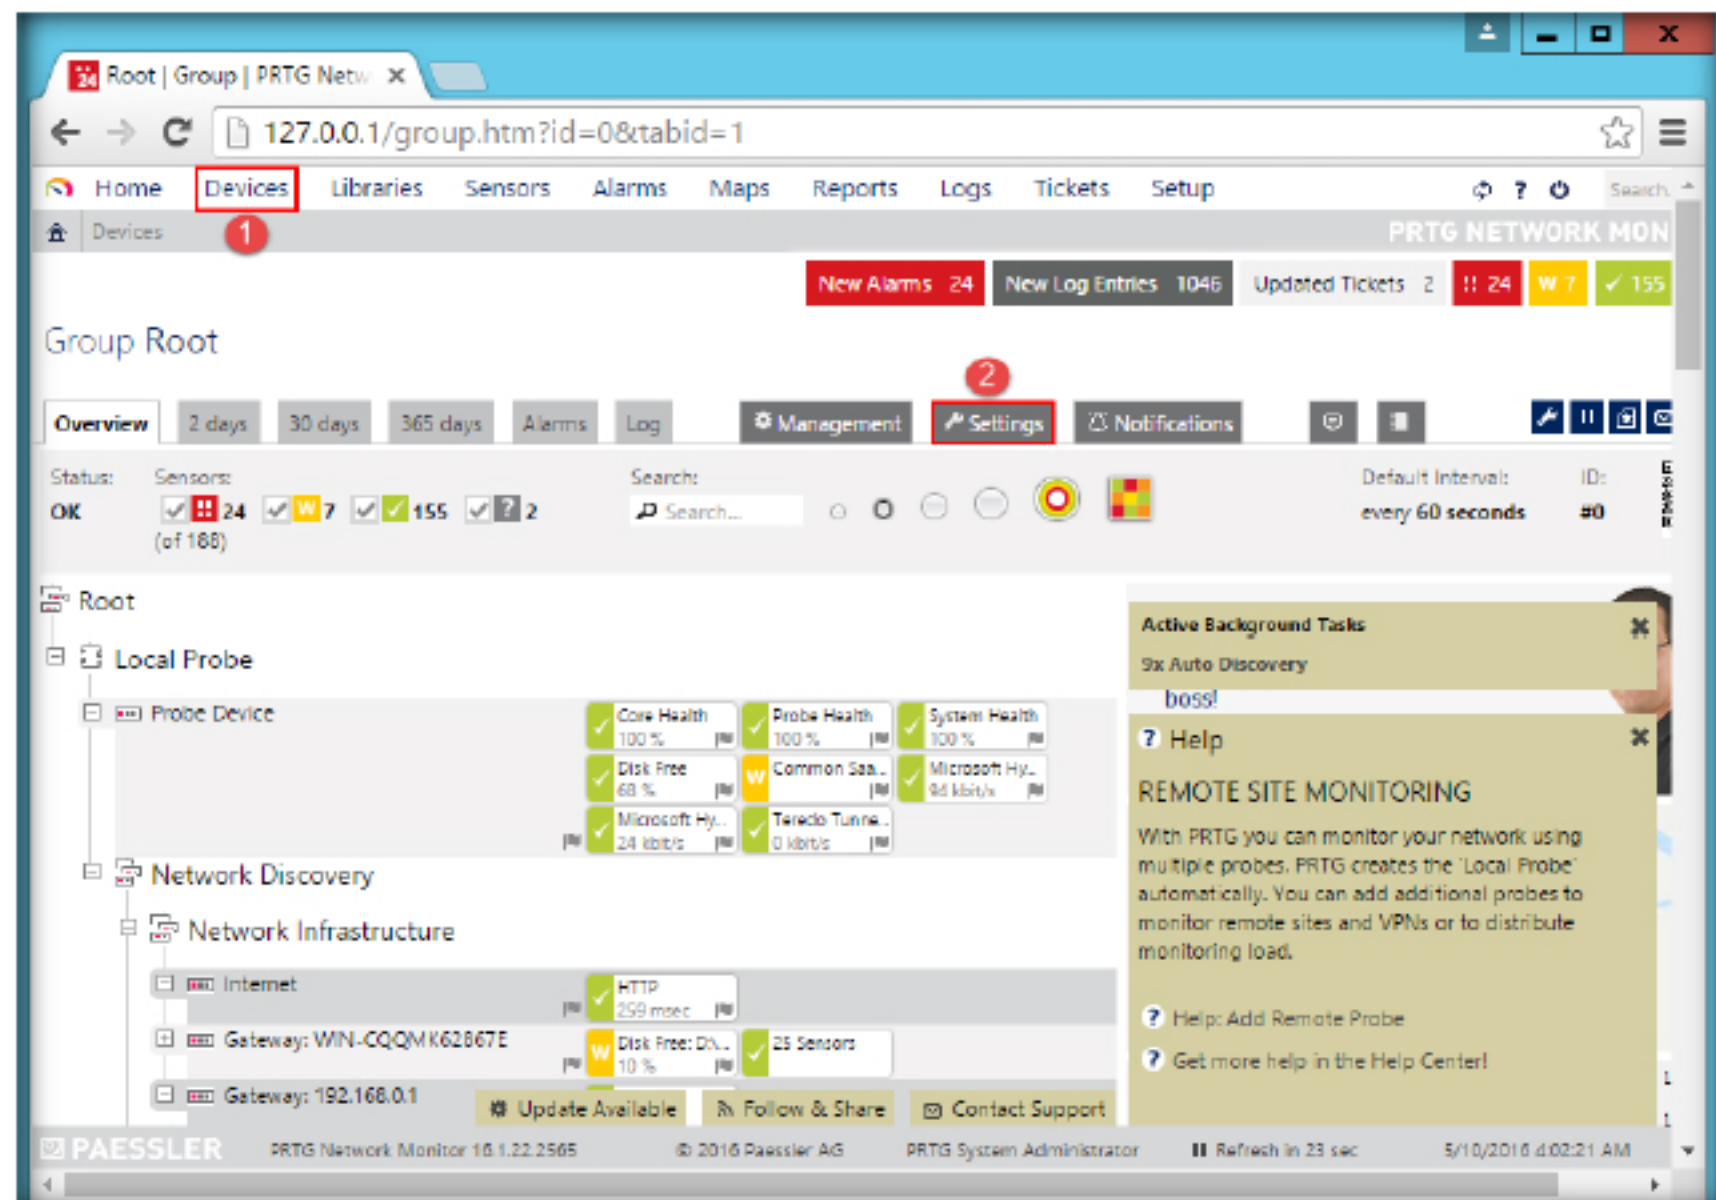 Root | Group | PRTG Netw
127.0.0.1/group.htm?id=0&tabid=1
Home Devices Libraries Sensors Alarms Maps Reports Logs Tickets Setup ? Search.
1
Devices
PRTG NETWORK MON
New Alarms 24 New Log Entries 1046 Updated Tickets 2 !! 24 W 7 155
Group Root
2
Overview 2 days 30 days 365 days Alarms Log Management Settings Notifications
Status: Sensors: Search: Default Interval: ID:
OK !! 24 W 7 155 ? 2 Search... every 60 seconds #0
(of 188)
Root
Local Probe
Probe Device
Core Health
100 %
Probe Health
100 %
System Health
100 %
Disk Free
68 %
W Common Saa...
Microsoft Hy...
94 kbit/s
Microsoft Hy...
24 kbit/s
Teredo Tunne...
0 kbit/s
Network Discovery
Network Infrastructure
Internet
HTTP
259 msec
Gateway: WIN-CQQMK62867E
W Disk Free: D:\...
10 %
25 Sensors
Gateway: 192.168.0.1
Active Background Tasks
9x Auto Discovery
boss!
? Help
REMOTE SITE MONITORING
With PRTG you can monitor your network using
multiple probes. PRTG creates the 'Local Probe'
automatically. You can add additional probes to
monitor remote sites and VPNs or to distribute
monitoring load.
? Help: Add Remote Probe
? Get more help in the Help Center!
Update Available Follow & Share Contact Support
PAESSLER PRTG Network Monitor 16.1.22.2565 © 2016 Paessler AG PRTG System Administrator Refresh in 23 sec 5/10/2016 4:02:21 AM